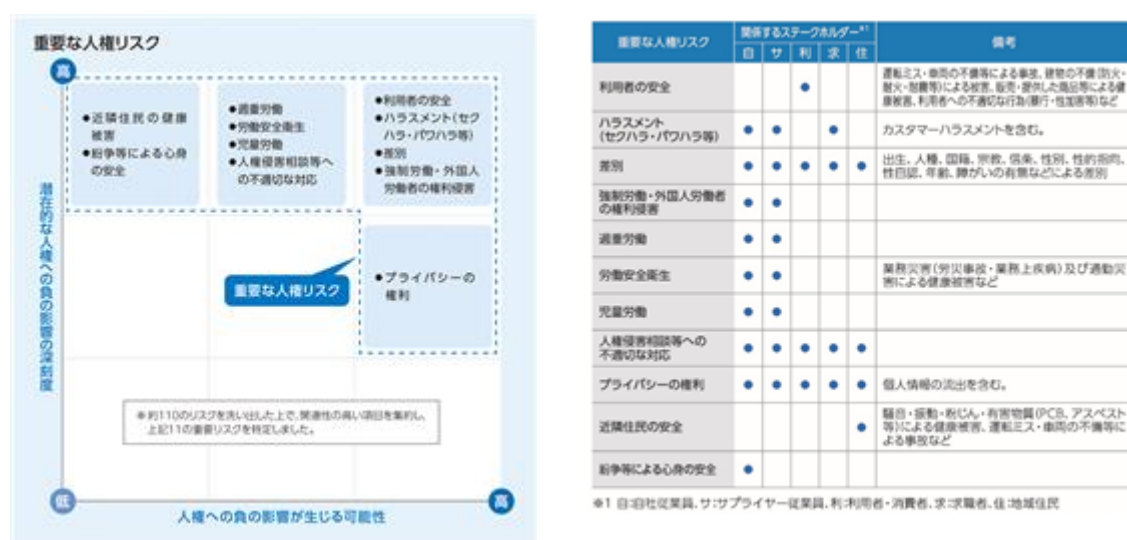 重要な人権リスク
高
●近隣住民の健康
被害
●紛争等による心身
の安全
●過重労働
●労働安全衛生
●児童労働
●人権侵害相談等へ
の不適切な対応
●利用者の安全
●ハラスメント(セク
ハラ・パワハラ等)
●差別
●強制労働・外国人
労働者の権利侵害
●プライバシーの
権利
重要な人権リスク
潜在的な人権への負の影響の深刻度
※約110のリスクを洗い出した上で、関連性の高い項目を集約し、
上記11の重要リスクを特定しました。
低
人権への負の影響が生じる可能性
高
重要な人権リスク 関係するステークホルダー※1 備考
自 サ 利 求 住
利用者の安全 ●
運転ミス・車両の不備等による事故、建物の不備(防火・
耐火・耐震等)による被害、販売・提供した商品等による健
康被害、利用者への不適切な行為(暴行・性加害等)など
ハラスメント
(セクハラ・パワハラ等) ● ● ● ● カスタマーハラスメントを含む。
差別 ● ● ● ● ●
出生、人種、国籍、宗教、信条、性別、性的指向、
性自認、年齢、障がいの有無などによる差別
強制労働・外国人労働者
の権利侵害 ● ●
過重労働 ● ●
労働安全衛生 ● ●
業務災害(労災事故・業務上疾病)及び通勤災
害による健康被害など
児童労働 ● ●
人権侵害相談等への
不適切な対応 ● ● ● ● ●
プライバシーの権利 ● ● ● ● ● 個人情報の流出を含む。
近隣住民の安全 ●
騒音・振動・粉じん・有害物質(PCB、アスベスト
等)による健康被害、運転ミス・車両の不備等に
よる事故など
紛争等による心身の安全 ●
※1 自:自社従業員、サ:サプライヤー従業員、利:利用者・消費者、求:求職者、住:地域住民